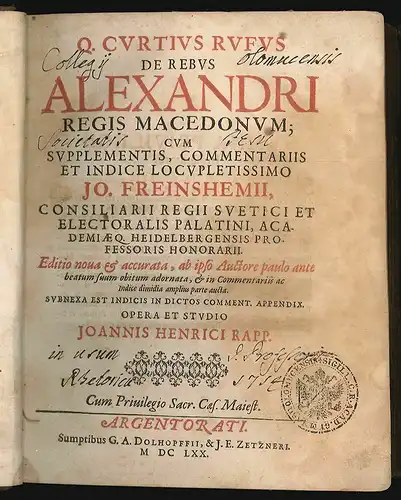 Q. CVRTIVS RVFVS
Collegij Olomucensis
DE REBVS
ALEXANDRI
REGIS MACEDONVM;
Societatis
CVM
SVPPLEMENTIS, COMMENTARIIS
ET INDICE LOCVPLETISSIMO
JO. FREINSHEMII,
CONSILIARII REGII SVETICI ET
ELECTORALIS PALATINI, ACA-
DEMIÆQ. HEIDELBERGENSIS PRO-
FESSORIS HONORARII.
Editio noua & accurata, ab ipso Auctore paulo ante
beatum suum obitum adornata, & in Commentariis ac
Indice dimidia amplius parte aucta.
SVBNEXA EST INDICIS IN DICTOS COMMENT. APPENDIX.
OPERA ET STVDIO
JOANNIS HENRICI RAPP.
in usum P. Professoris
Cum Priuilegio Sacr. Cæs. Maiest.
ARGENTORATI.
Sumptibus G. A. DOLHOPFFII, & J. E. ZETZNERI.
M DC LXX.